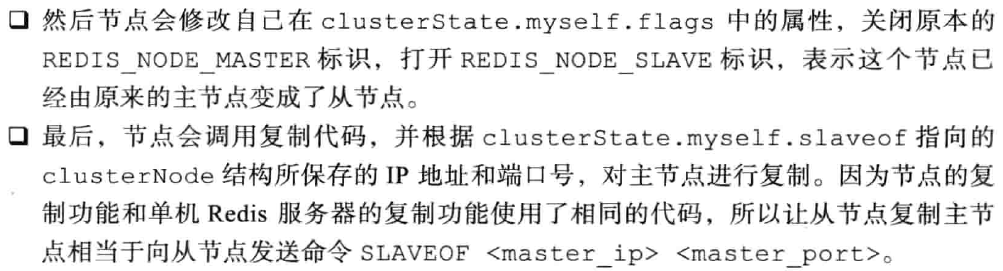 ❑ 然后节点会修改自己在 clusterState.myself.flags 中的属性，关闭原本的
REDIS_NODE_MASTER 标识，打开 REDIS_NODE_SLAVE 标识，表示这个节点已
经由原来的主节点变成了从节点。
❑ 最后，节点会调用复制代码，并根据 clusterState.myself.slaveof 指向的
clusterNode 结构所保存的 IP 地址和端口号，对主节点进行复制。因为节点的复
制功能和单机 Redis 服务器的复制功能使用了相同的代码，所以让从节点复制主节
点相当于向从节点发送命令 SLAVEOF <master_ip> <master_port>。